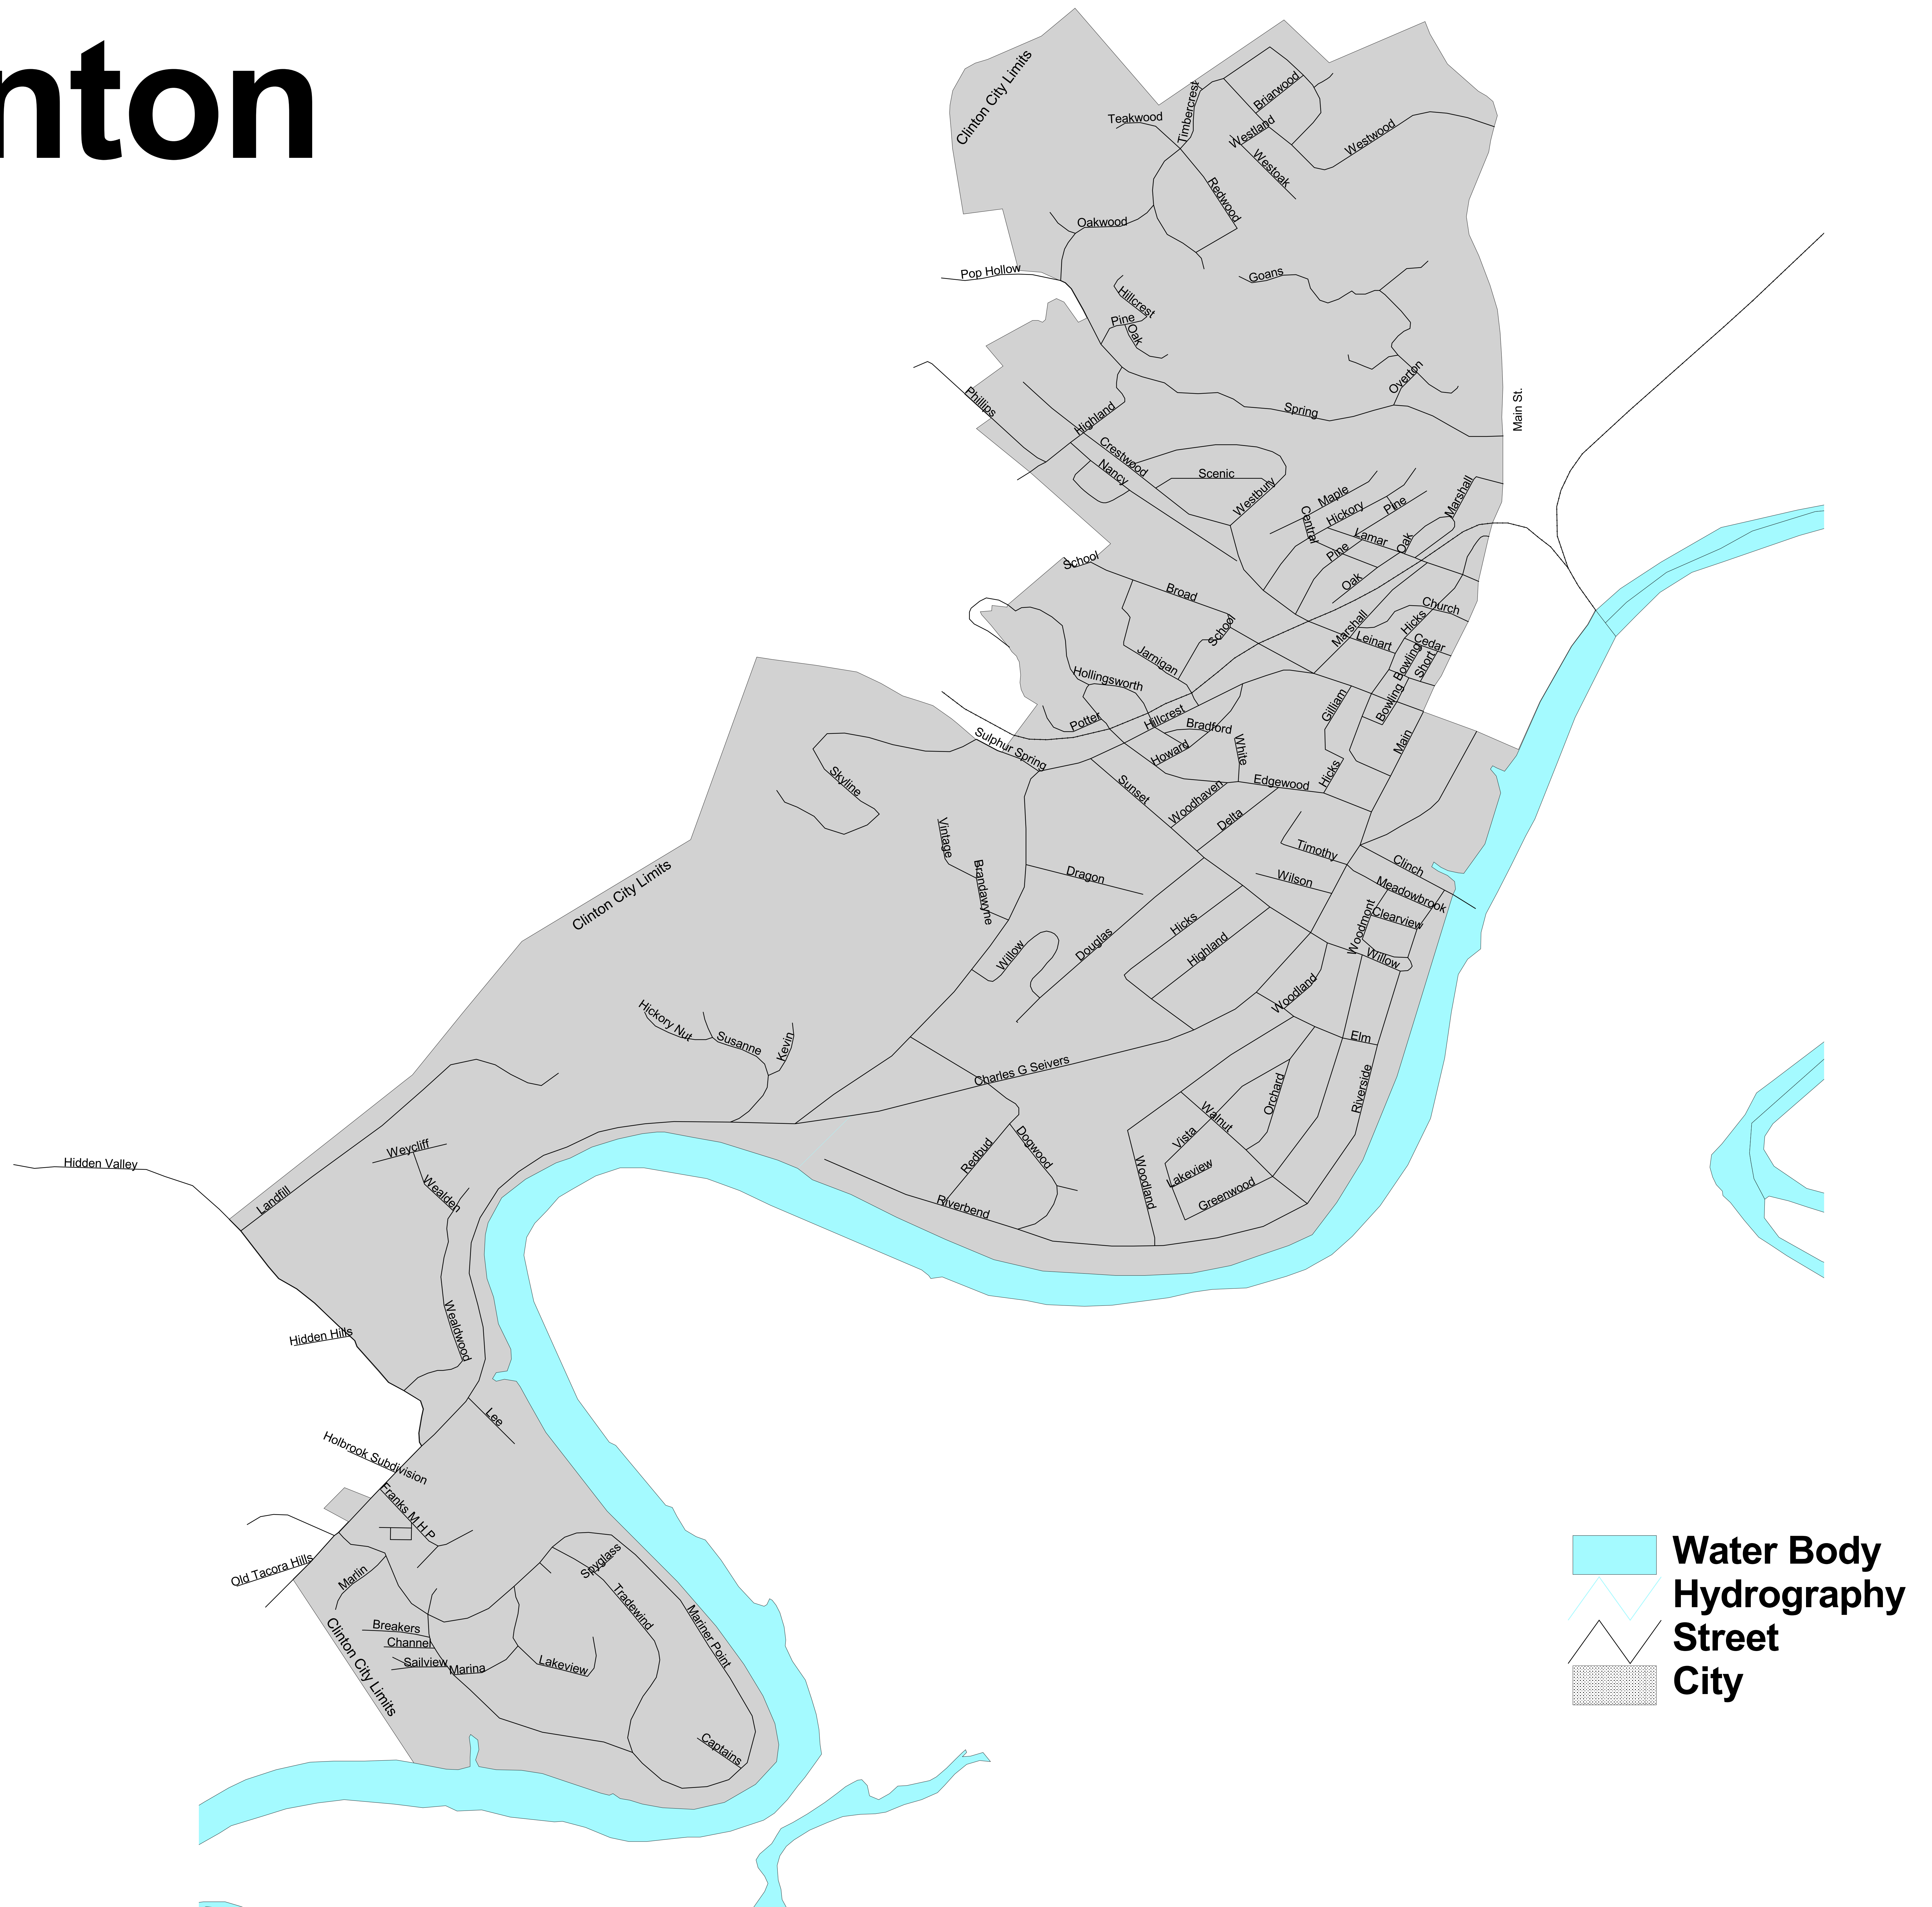 nton
Clinton City Limits
Timbercrest
Briarwood
Teakwood
Westland
Westwood
Westoak
Redwood
Oakwood
Pop Hollow
Goans
Hillcrest
Pine
Oak
Overton
Phillips
Highland
Spring
Main St.
Crestwood
Nancy
Scenic
Westbury
Maple
Hickory
Pine
Marshall
Central
Lamar
Oak
Pine
Oak
School
Broad
Church
Hicks
School
Marshall
Leinart
Cedar
Bowling
Short
Jarnigan
Hollingsworth
Gilliam
Bowling
Potter
Hillcrest
Bradford
Howard
White
Main
Sulphur Spring
Skyline
Sunset
Woodhaven
Edgewood
Hicks
Delta
Vintage
Timothy
Clinch
Clinton City Limits
Brandawyne
Dragon
Wilson
Meadowbrook
Clearview
Woodmont
Hicks
Highland
Douglas
Willow
Willow
Woodland
Hickory Nut
Susanne
Kevin
Elm
Charles G Seivers
Orchard
Riverside
Walnut
Vista
Weycliff
Hidden Valley
Redbud
Dogwood
Woodland
Lakeview
Greenwood
Landfill
Wealden
Riverbend
Hidden Hills
Wealdwood
Lee
Holbrook Subdivision
Franks M H P
Old Tacora Hills
Marlin
Spyglass
Tradewind
Mariner Point
Breakers
Channel
Sailview
Marina
Lakeview
Clinton City Limits
Captains
Water Body
Hydrography
Street
City